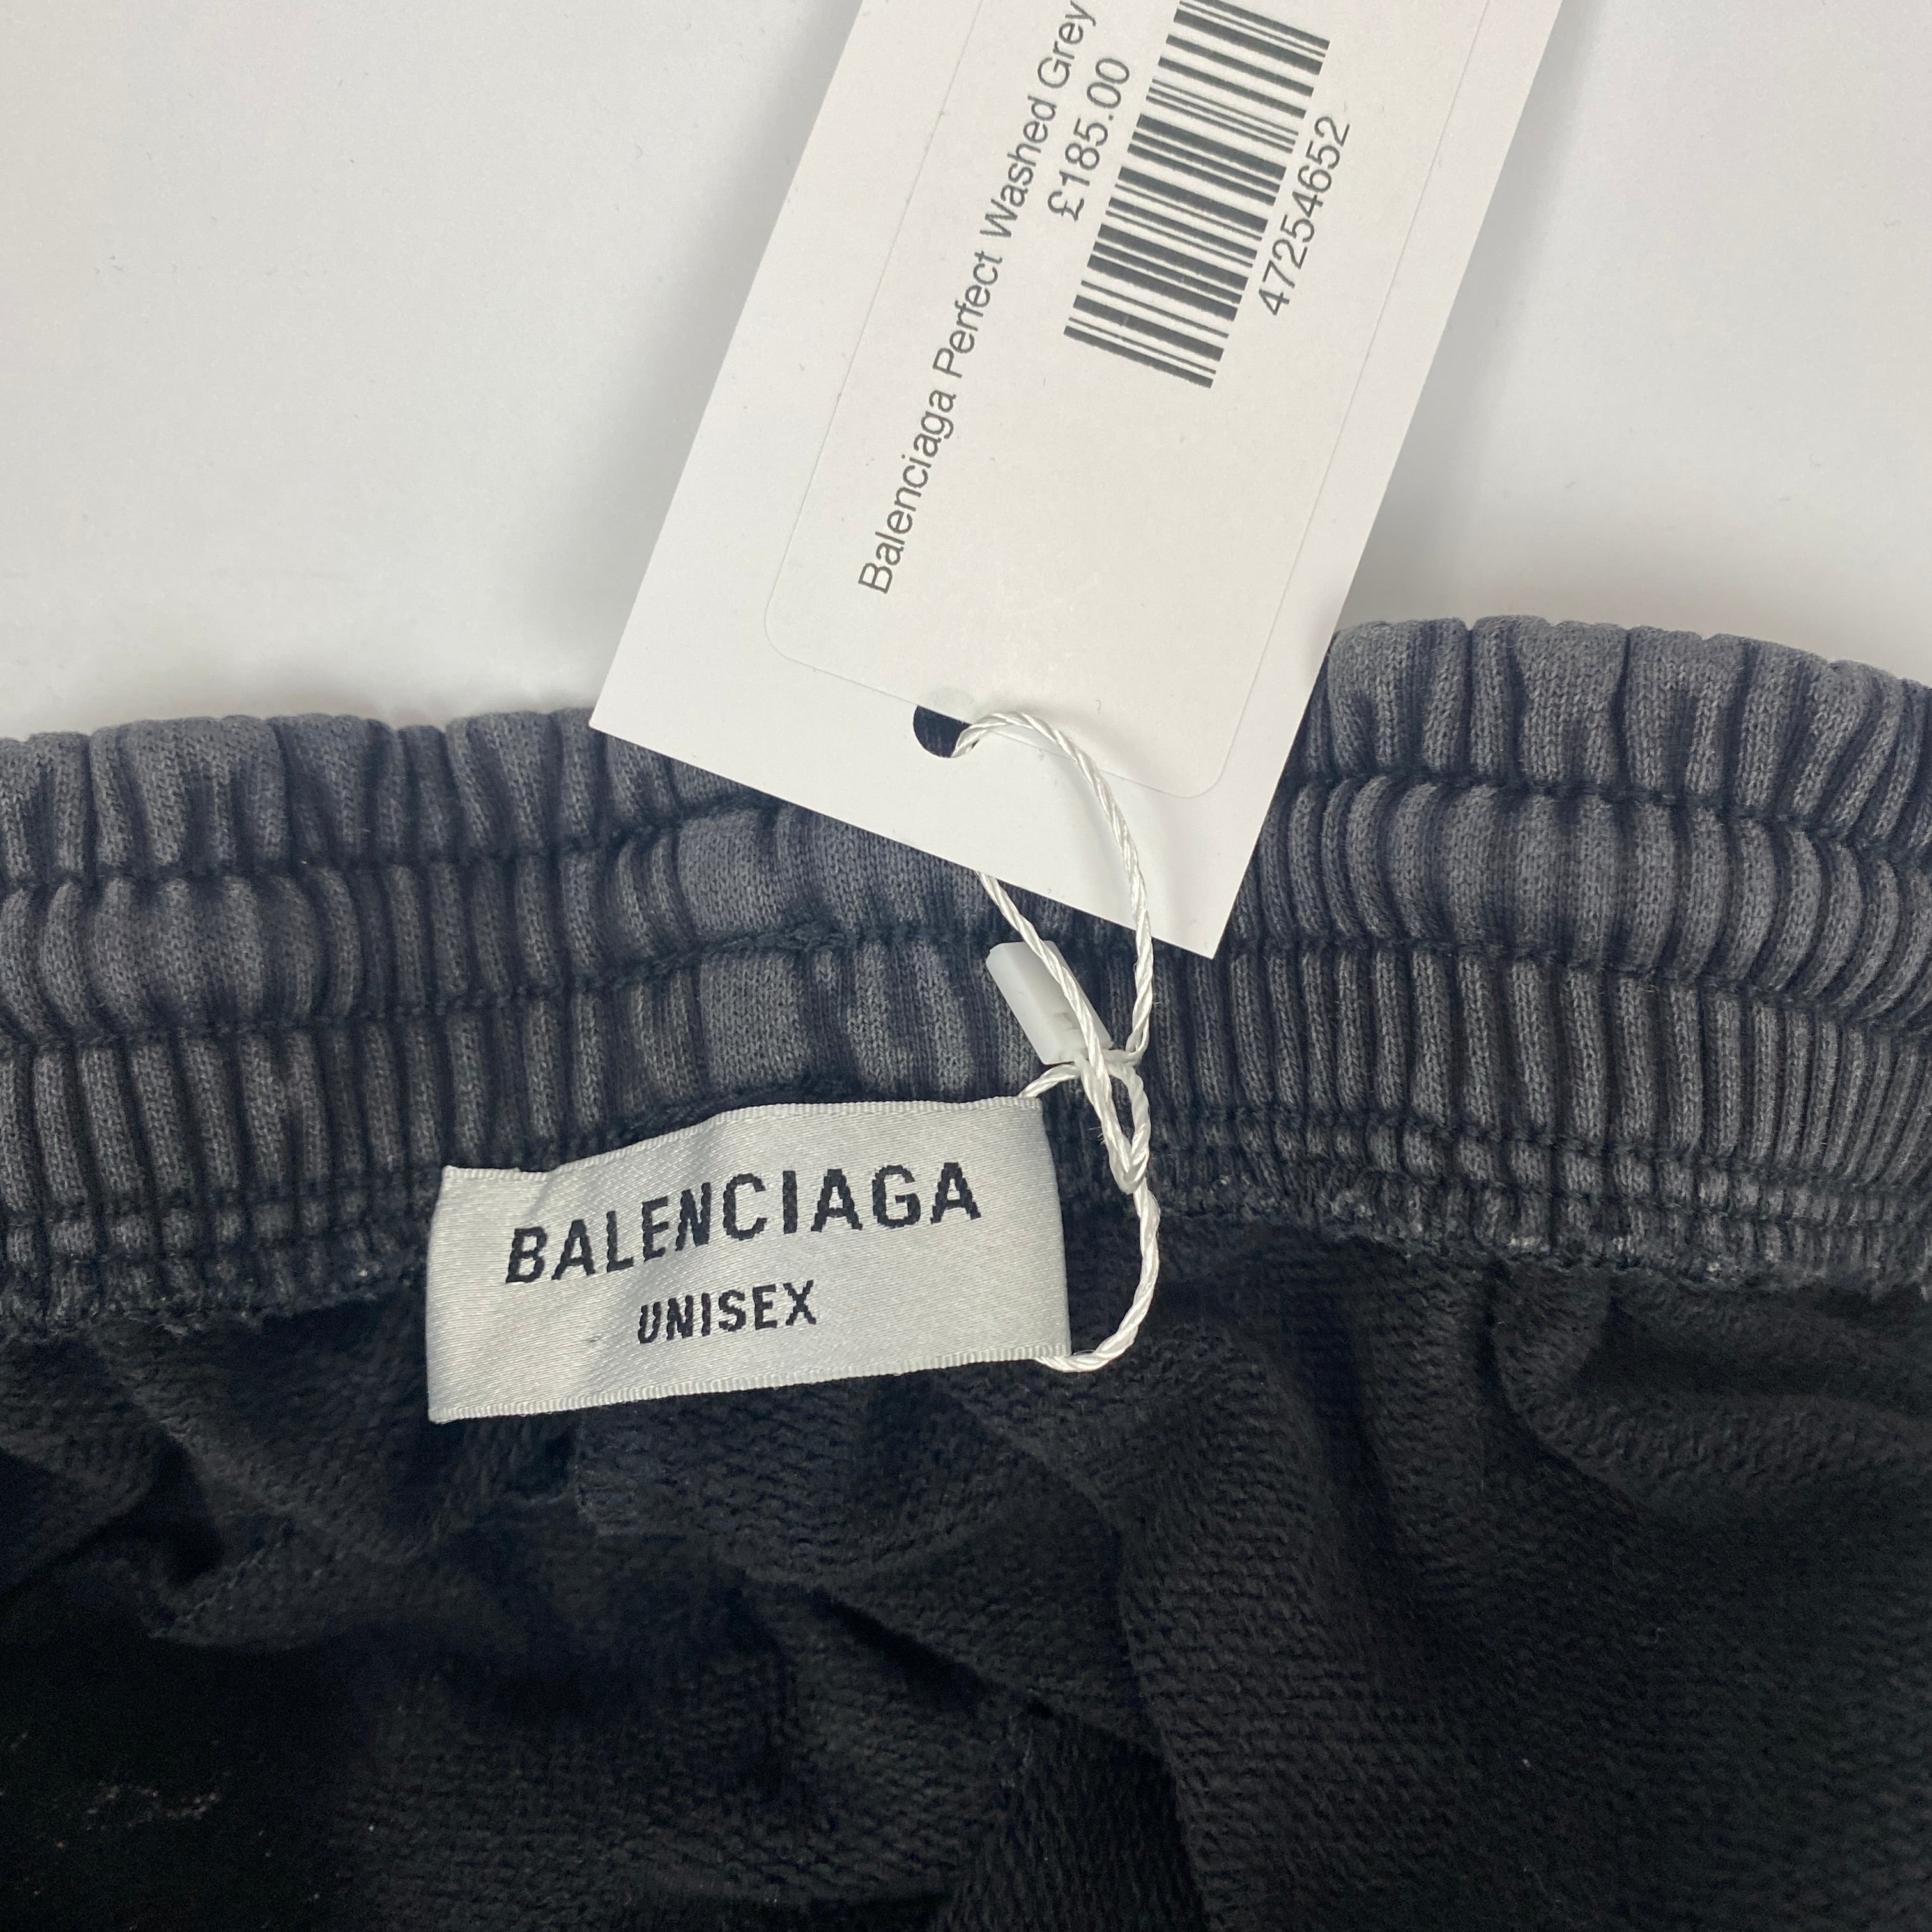 Balenciaga Perfect Washed Grey
£185.00
47254652
BALENCIAGA
UNISEX